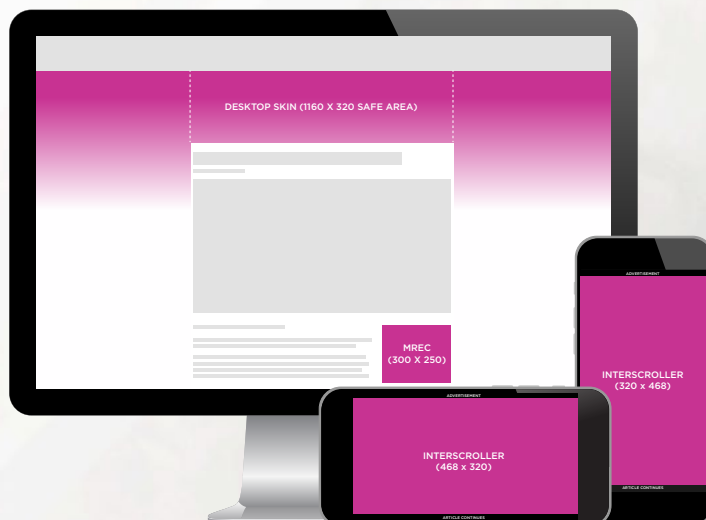 DESKTOP SKIN (1160 X 320 SAFE AREA)
MREC
(300 X 250)
ADVERTISEMENT
INTERSCROLLER
(320 x 468)
ARTICLE CONTINUES
ADVERTISEMENT
INTERSCROLLER
(468 x 320)
ARTICLE CONTINUES